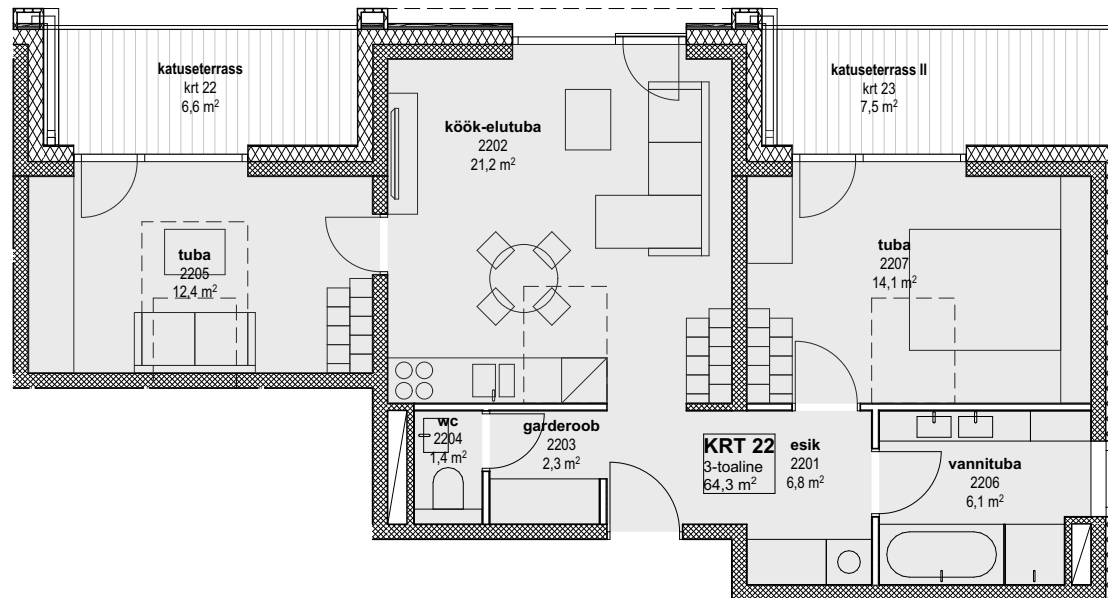 katuseterrass
krt 22
6,6 m²
katuseterrass II
krt 23
7,5 m²
köök-elutuba
2202
21,2 m²
tuba
2205
12,4 m²
tuba
2207
14,1 m²
wc
2204
1,4 m²
garderoob
2203
2,3 m²
KRT 22
3-toaline
64,3 m²
esik
2201
6,8 m²
vannituba
2206
6,1 m²